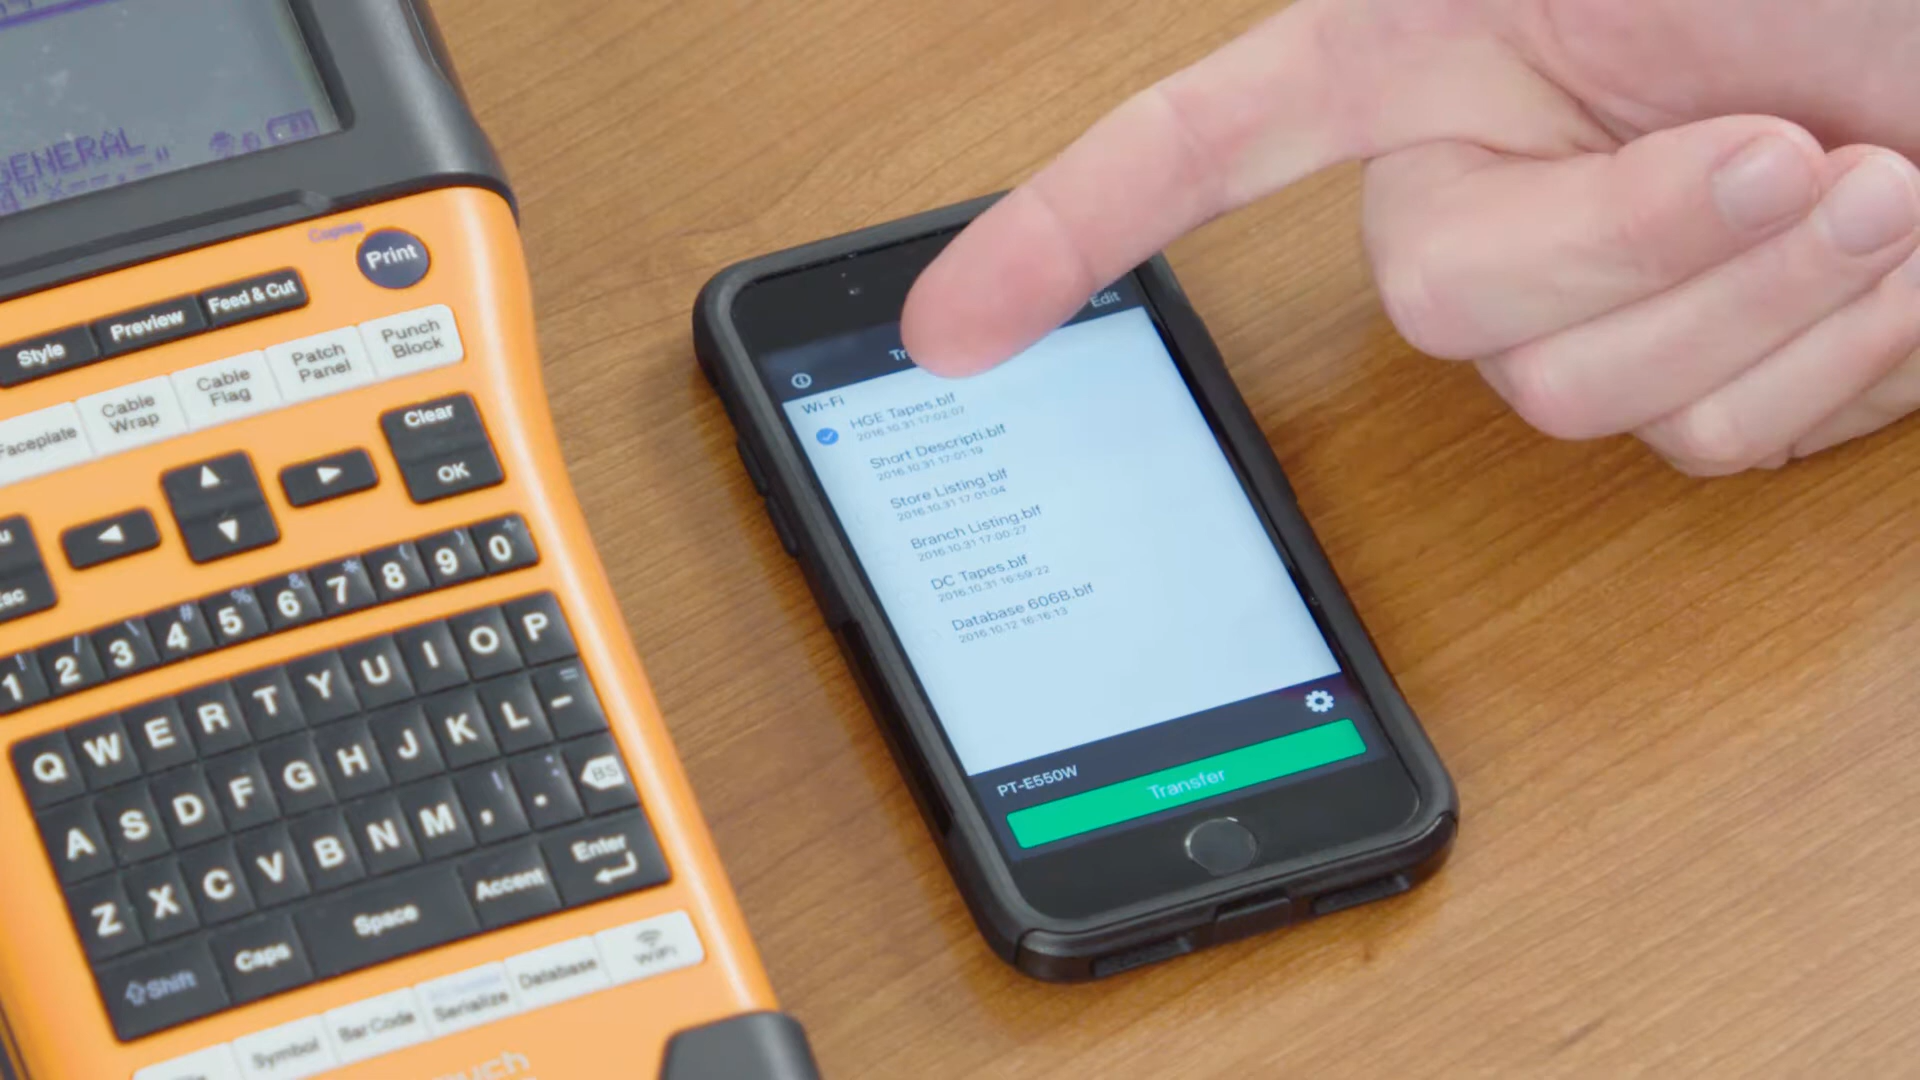 GENERAL
Copies
Print
Style
Preview
Feed & Cut
Faceplate
Cable
Wrap
Cable
Flag
Patch
Panel
Punch
Block
Clear
OK
1 2 3 4 5 6 7 8 9 0
Q W E R T Y U I O P
A S D F G H J K L -
Z X C V B N M , . BS
Shift
Caps
Space
Accent
Enter
Symbol
Bar Code
Serialize
Database
WiFi
Edit
Wi-Fi
HGE Tapes.blf
2016.10.31 17:02:07
Short Descripti.blf
2016.10.31 17:01:19
Store Listing.blf
2016.10.31 17:01:04
Branch Listing.blf
2016.10.31 17:00:27
DC Tapes.blf
2016.10.31 16:59:22
Database 606B.blf
2016.10.12 16:16:13
PT-E550W
Transfer